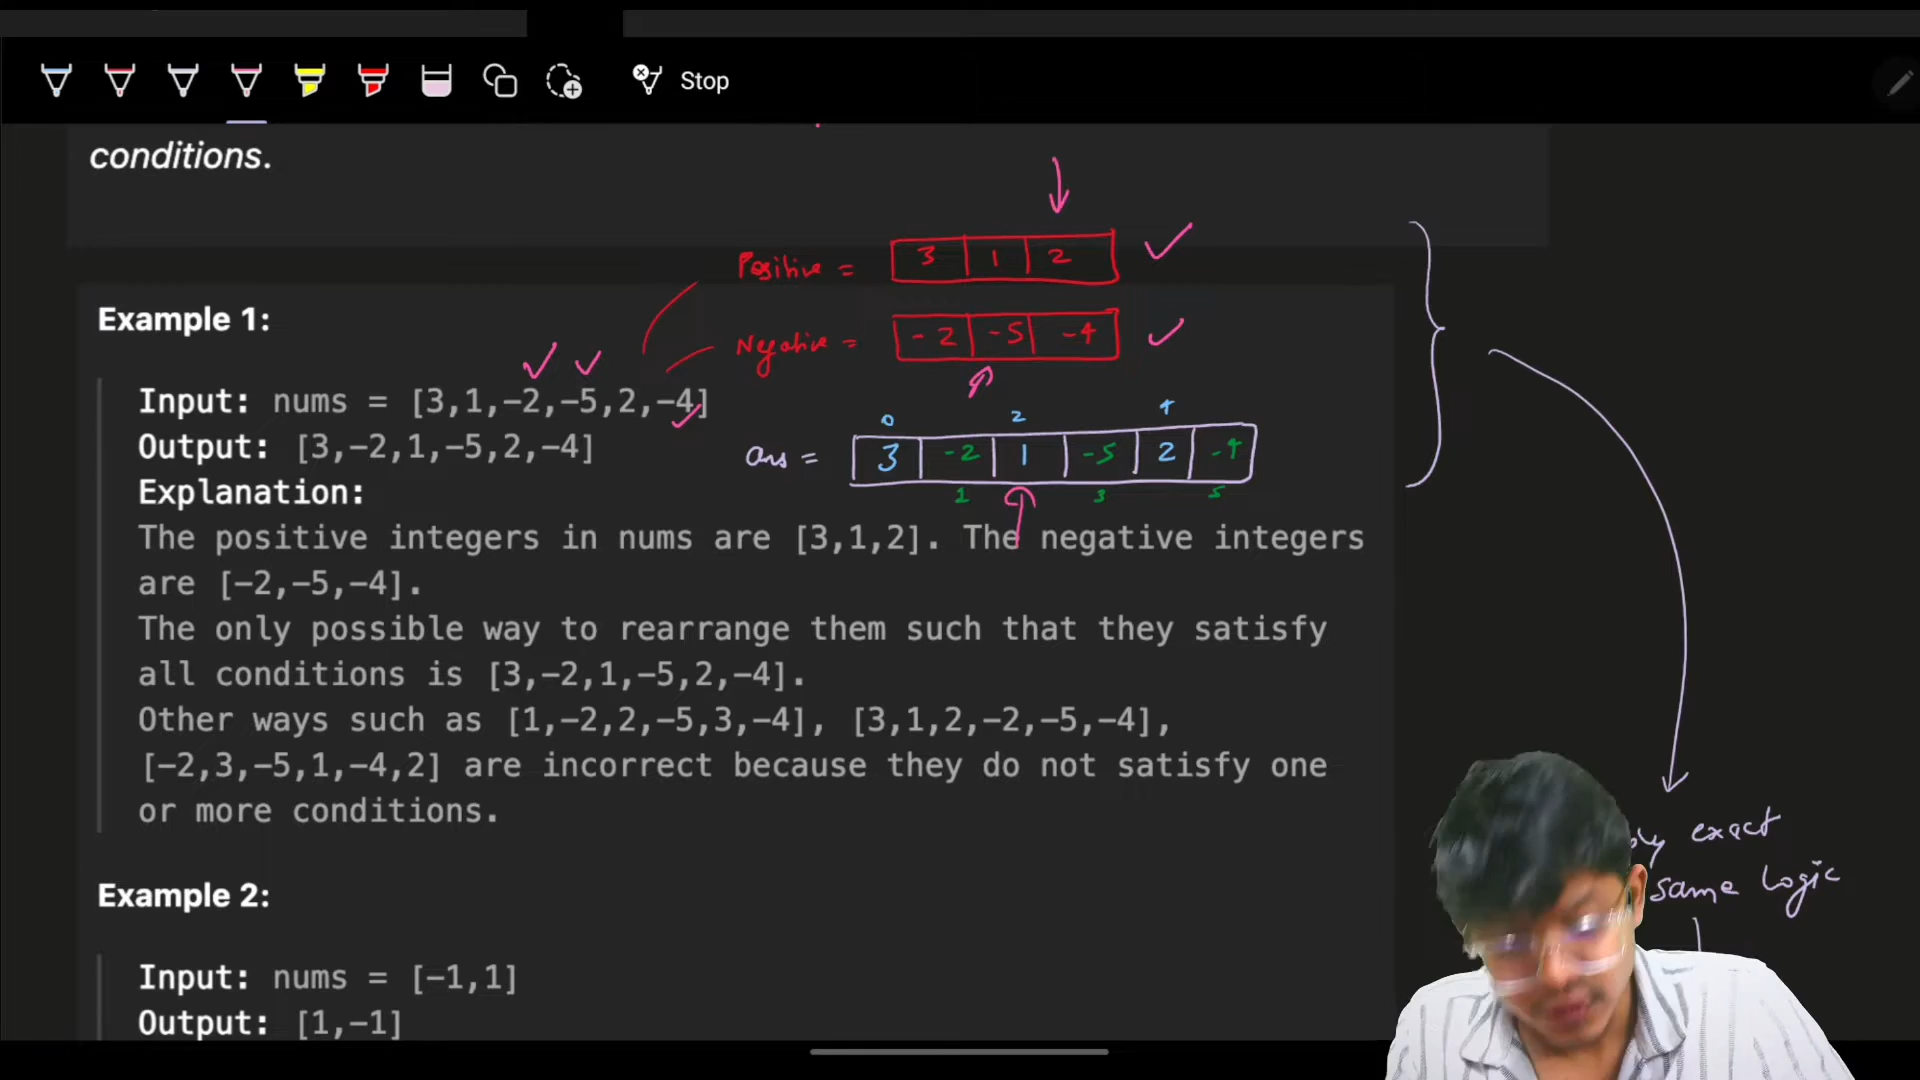 Stop
conditions.
Positive = 3 1 2
Negative = -2 -5 -4
Example 1:
Input: nums = [3,1,-2,-5,2,-4]
Output: [3,-2,1,-5,2,-4]
0 2 4
ans = 3 -2 1 -5 2 -4
1 3 5
Explanation:
The positive integers in nums are [3,1,2]. The negative integers
are [-2,-5,-4].
The only possible way to rearrange them such that they satisfy
all conditions is [3,-2,1,-5,2,-4].
Other ways such as [1,-2,2,-5,3,-4], [3,1,2,-2,-5,-4],
[-2,3,-5,1,-4,2] are incorrect because they do not satisfy one
or more conditions.
exact
same logic
Example 2:
Input: nums = [-1,1]
Output: [1,-1]